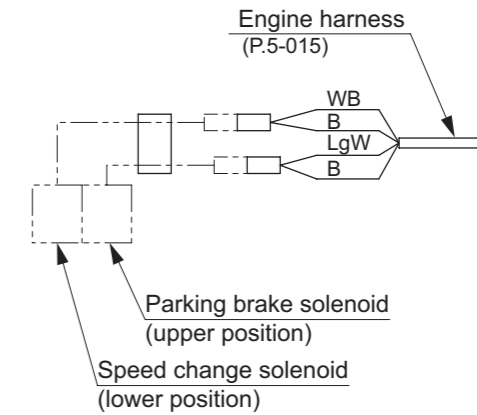 Engine harness
(P.5-015)
WB
B
LgW
B
Parking brake solenoid
(upper position)
Speed change solenoid
(lower position)